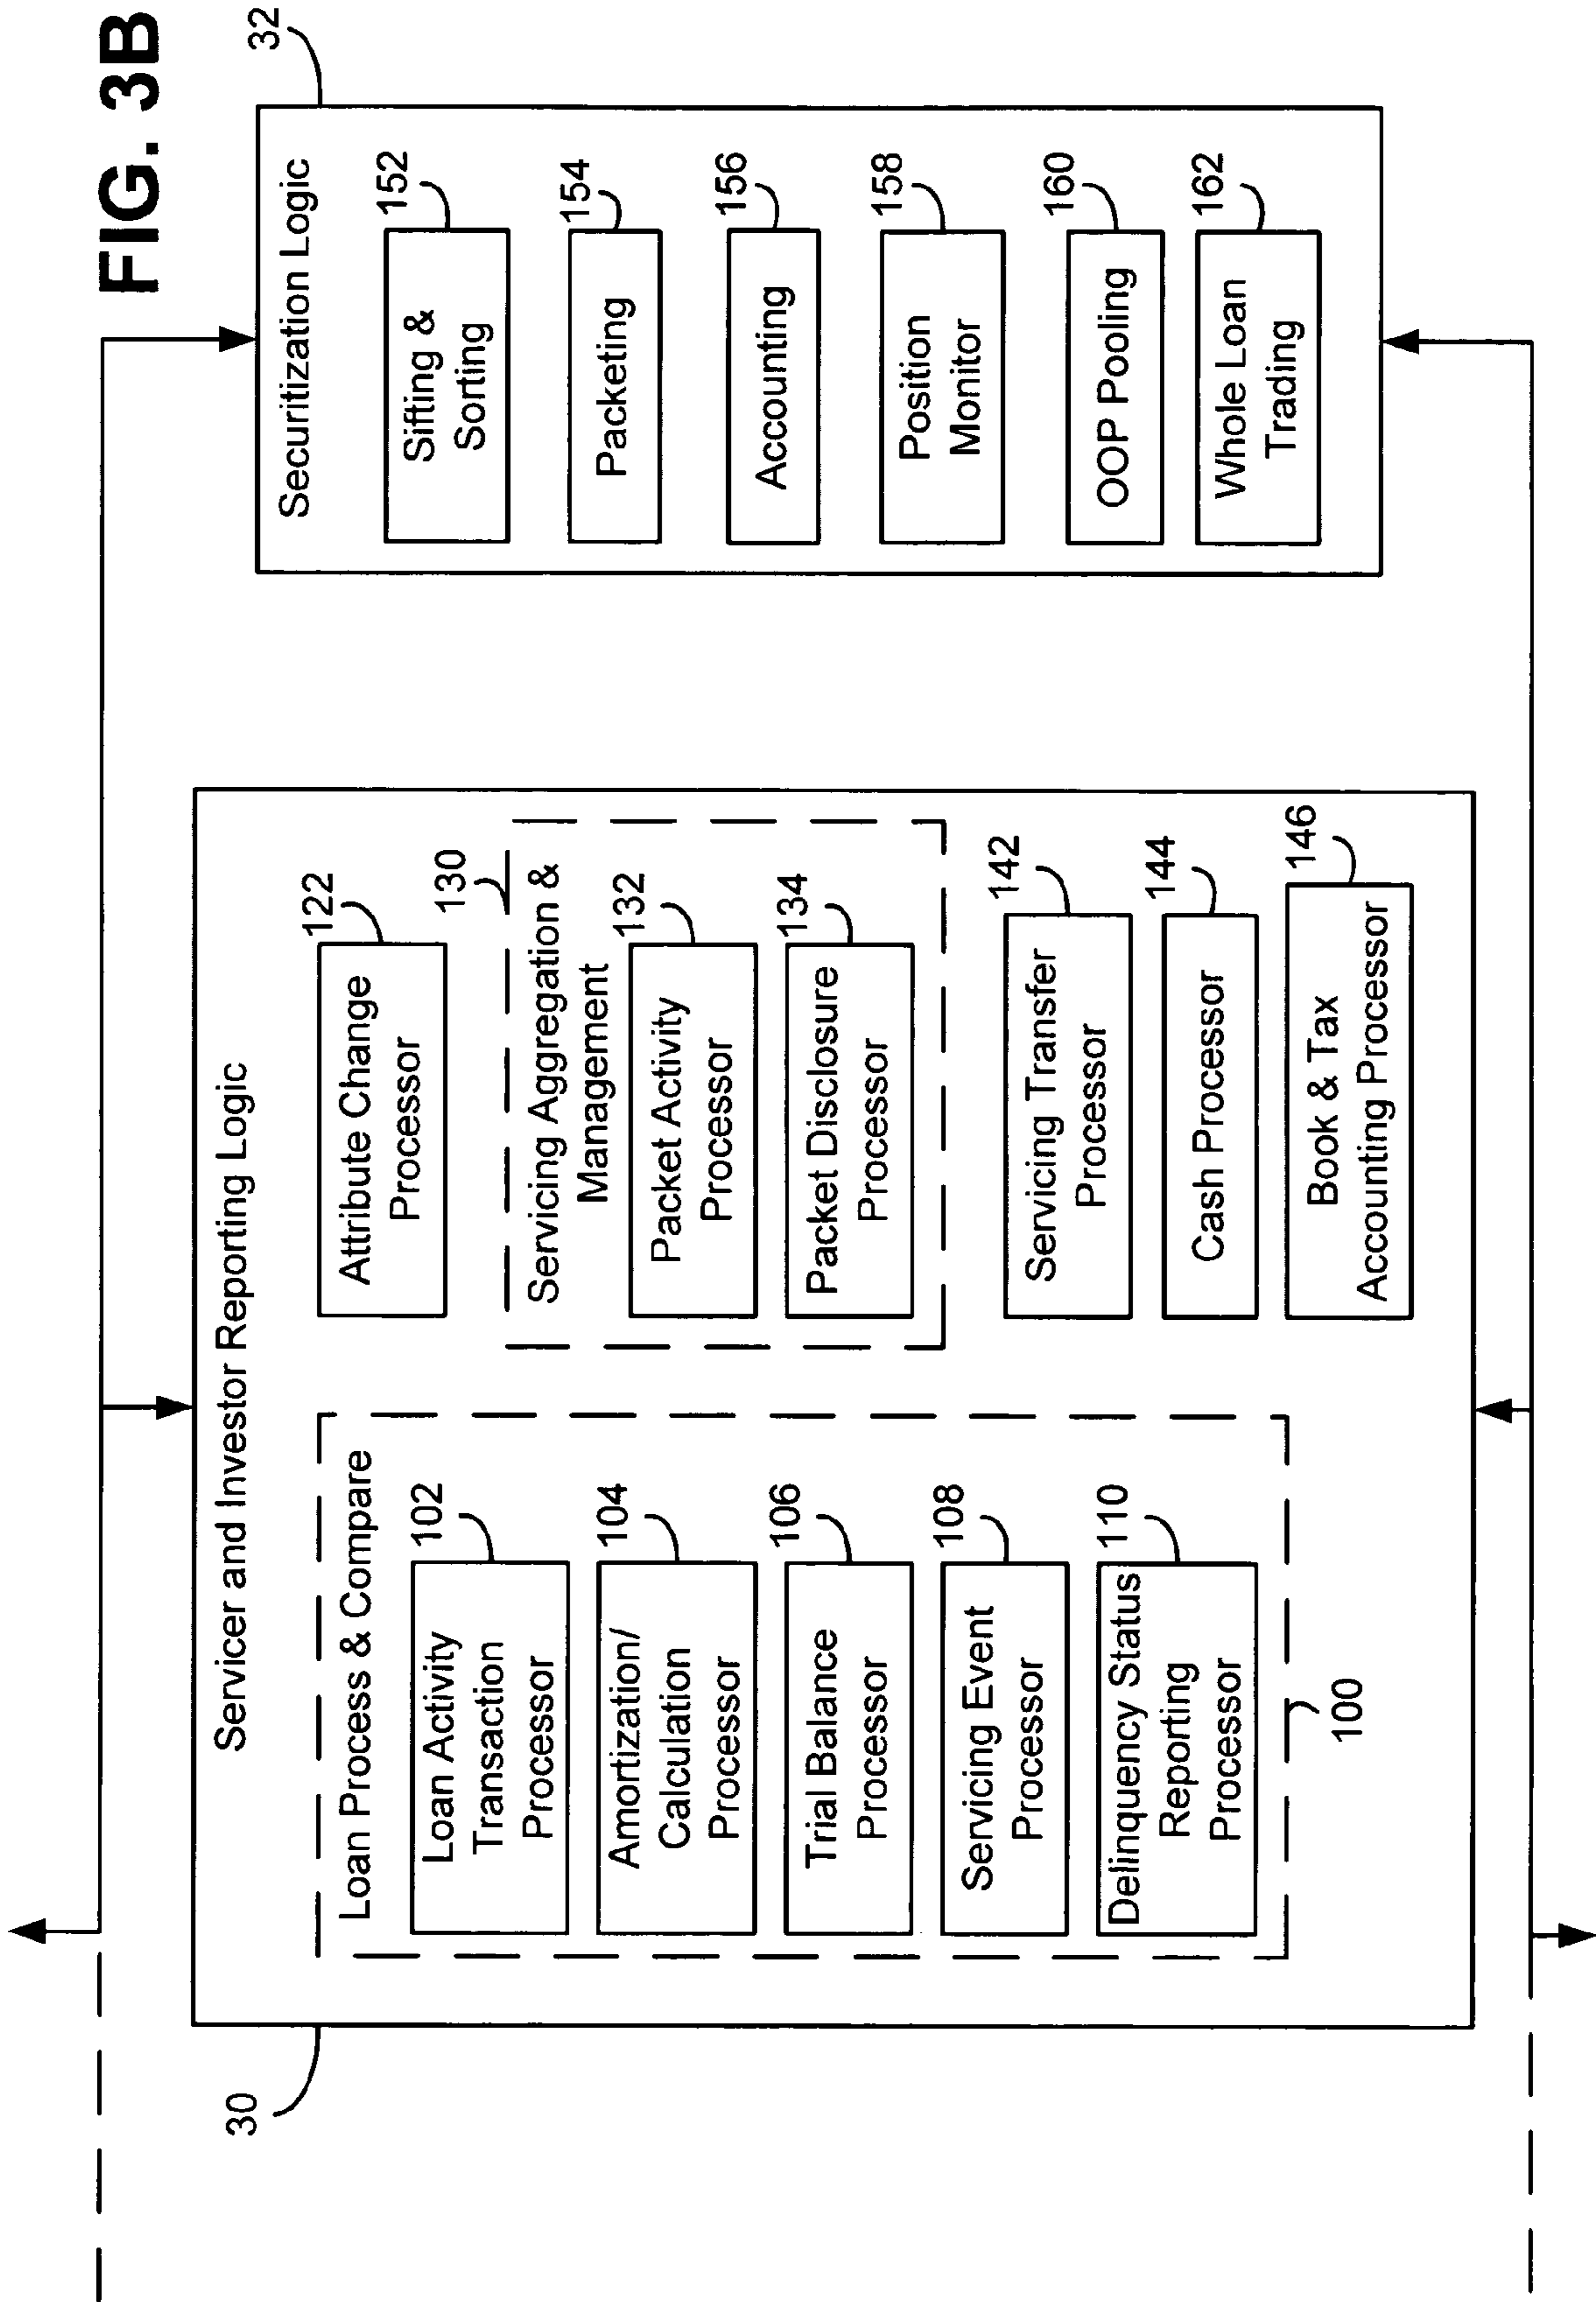 FIG. 3B
30
Servicer and Investor Reporting Logic
Loan Process & Compare
Loan Activity
Transaction
Processor
102
Amortization/
Calculation
Processor
104
Trial Balance
Processor
106
Servicing Event
Processor
108
Delinquency Status
Reporting
Processor
110
100
Attribute Change
Processor
122
130
Servicing Aggregation &
Management
Packet Activity
Processor
132
Packet Disclosure
Processor
134
Servicing Transfer
Processor
142
Cash Processor
144
Book & Tax
Accounting Processor
146
32
Securitization Logic
Sifting &
Sorting
152
Packeting
154
Accounting
156
Position
Monitor
158
OOP Pooling
160
Whole Loan
Trading
162